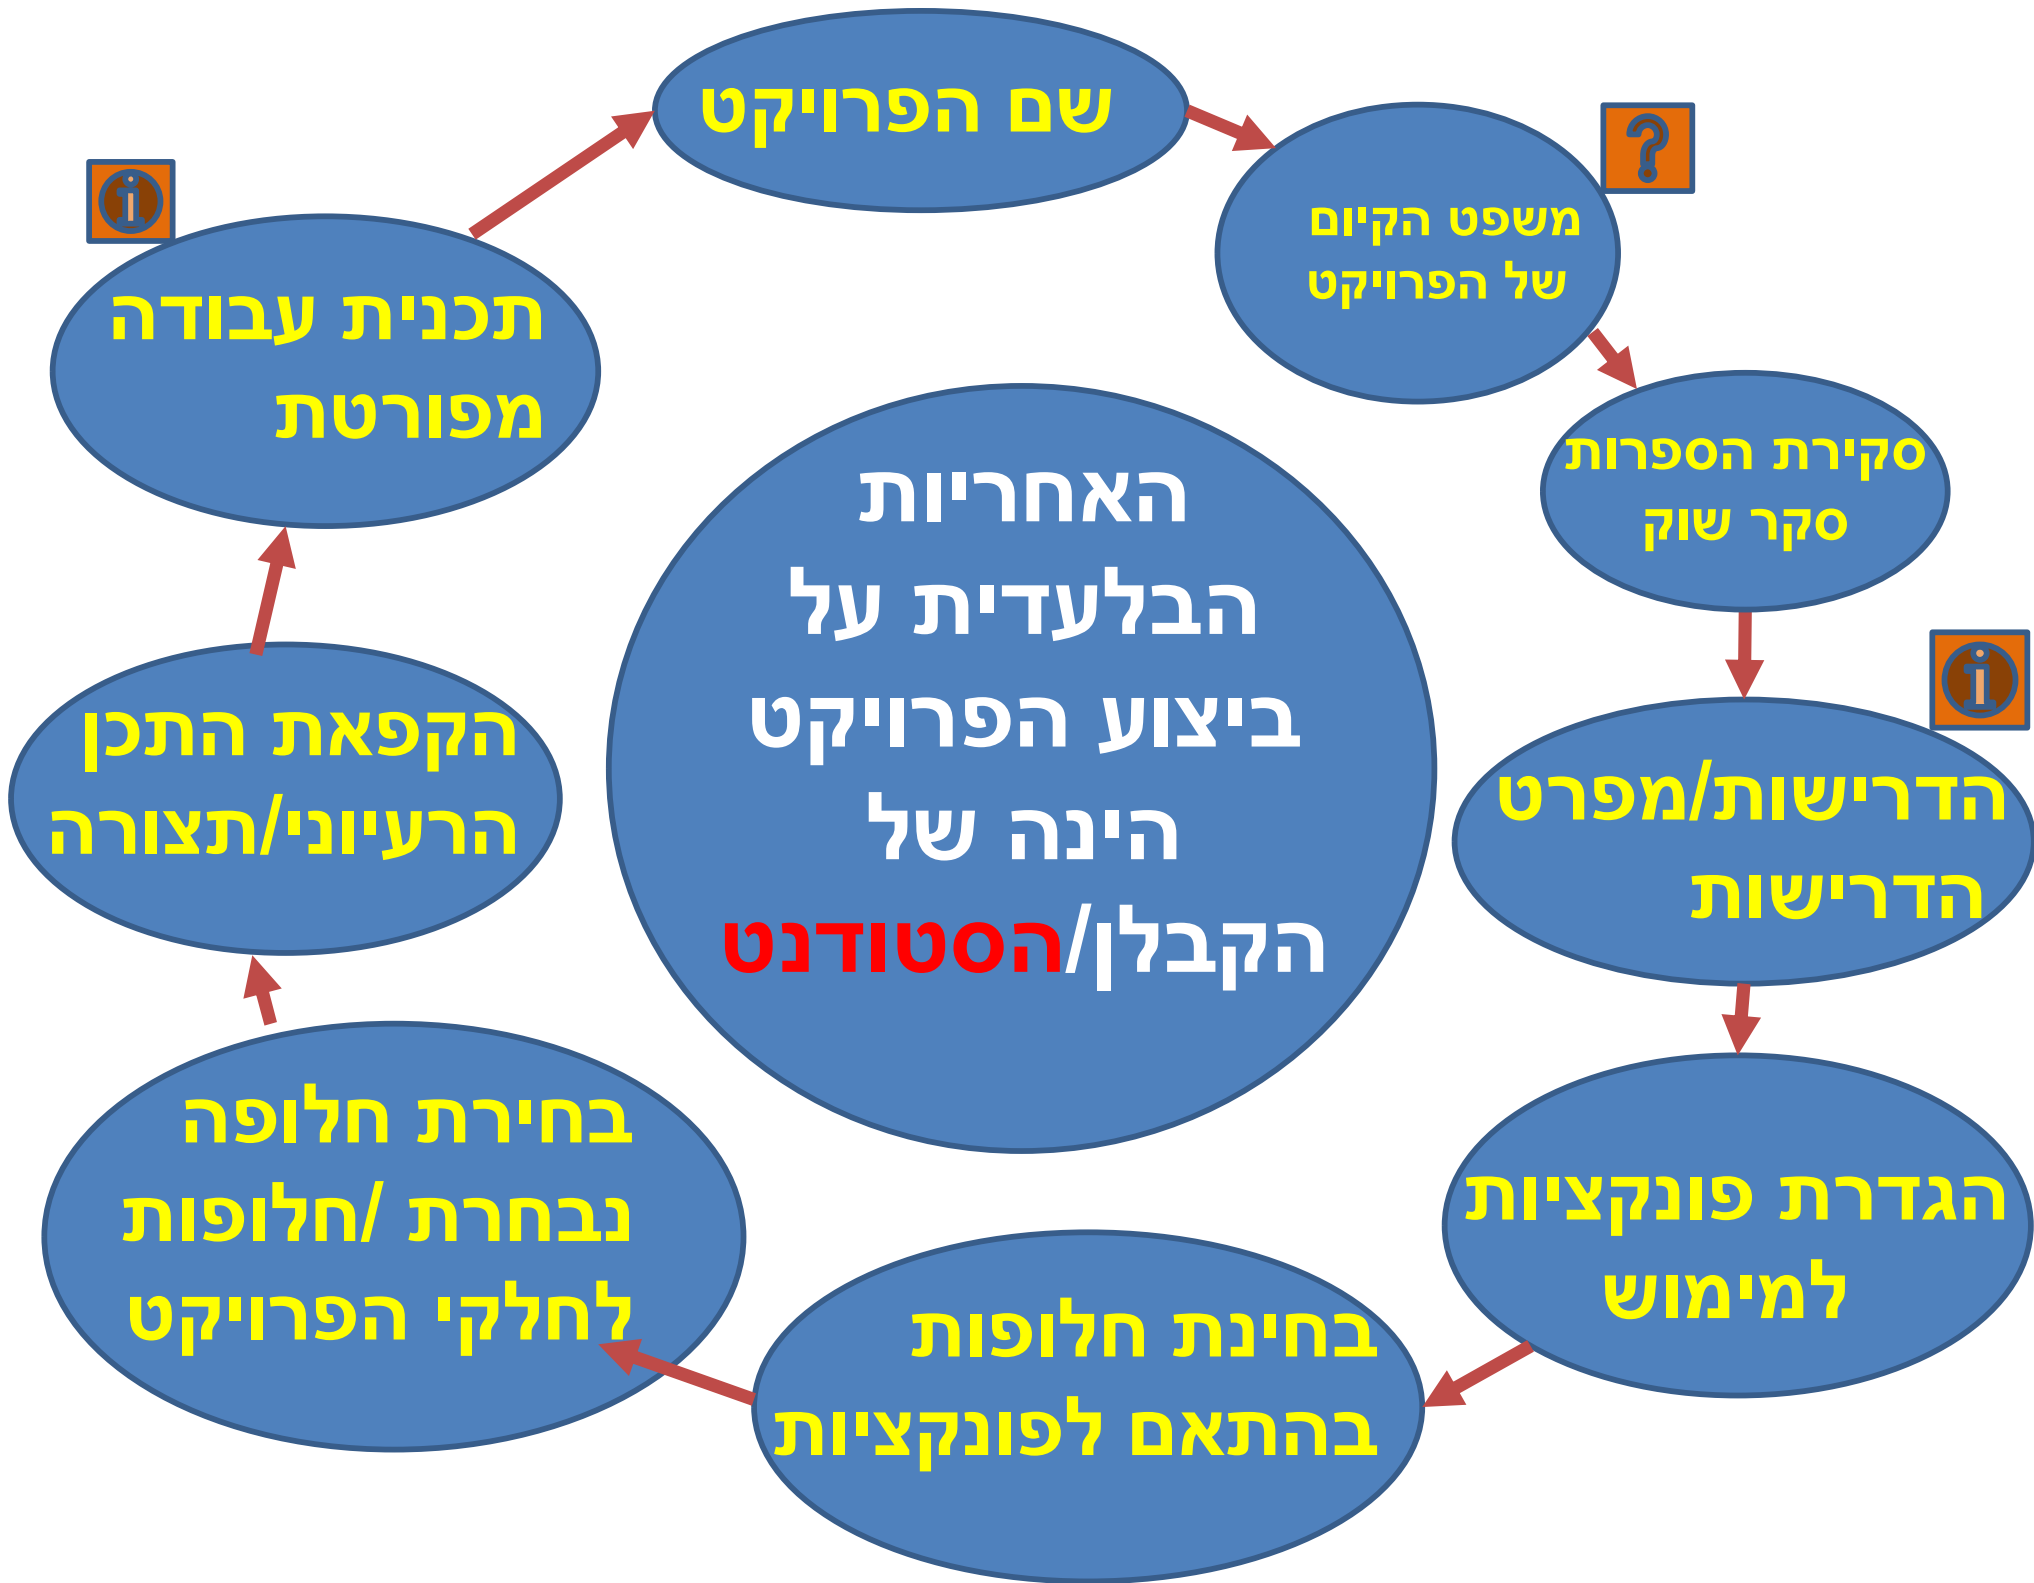 שם הפרויקט
משפט הקיום
של הפרויקט
סקירת הספרות
סקר שוק
הדרישות/מפרט
הדרישות
הגדרת פונקציות
למימוש
בחינת חלופות
בהתאם לפונקציות
בחירת חלופה
נבחרת /חלופות
לחלקי הפרויקט
הקפאת התכן
הרעיוני/תצורה
תכנית עבודה
מפורטת
האחריות
הבלעדית על
ביצוע הפרויקט
הינה של
הקבלן/הסטודנט